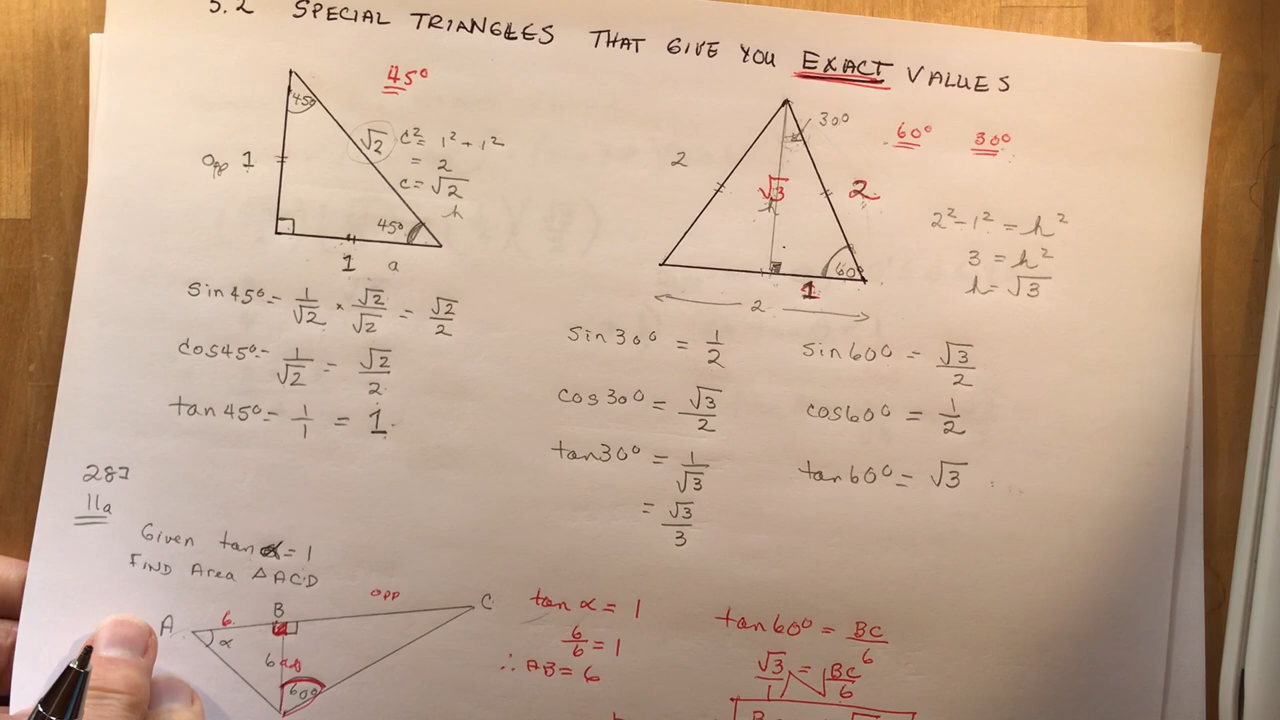 5.2 SPECIAL TRIANGLES THAT GIVE YOU EXACT VALUES
45°
45°
√2
c² = 1² + 1²
= 2
c = √2
h
opp 1
45°
1 a
sin 45° = 1/√2 × √2/√2 = √2/2
cos 45° = 1/√2 = √2/2
tan 45° = 1/1 = 1
30°
60° 30°
2
√3
h
2
60°
1
2
2² - 1² = h²
3 = h²
h = √3
sin 30° = 1/2
cos 30° = √3/2
tan 30° = 1/√3
= √3/3
sin 60° = √3/2
cos 60° = 1/2
tan 60° = √3
287
11a
Given tan α = 1
FIND Area △ ACD
A 6 B opp C
α
6
60°
tan α = 1
6/6 = 1
∴ AB = 6
tan 60° = BC/6
√3/1 = BC/6